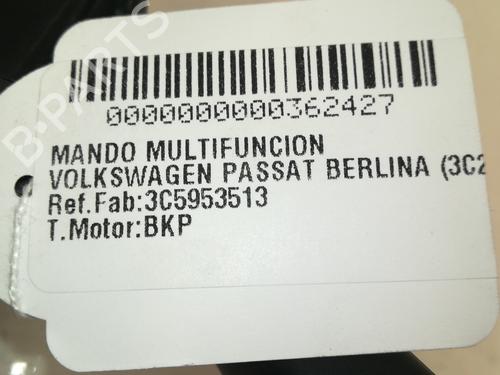 0000000000362427
MANDO MULTIFUNCION
VOLKSWAGEN PASSAT BERLINA (3C2
Ref.Fab:3C5953513
T.Motor:BKP
B-PARTS